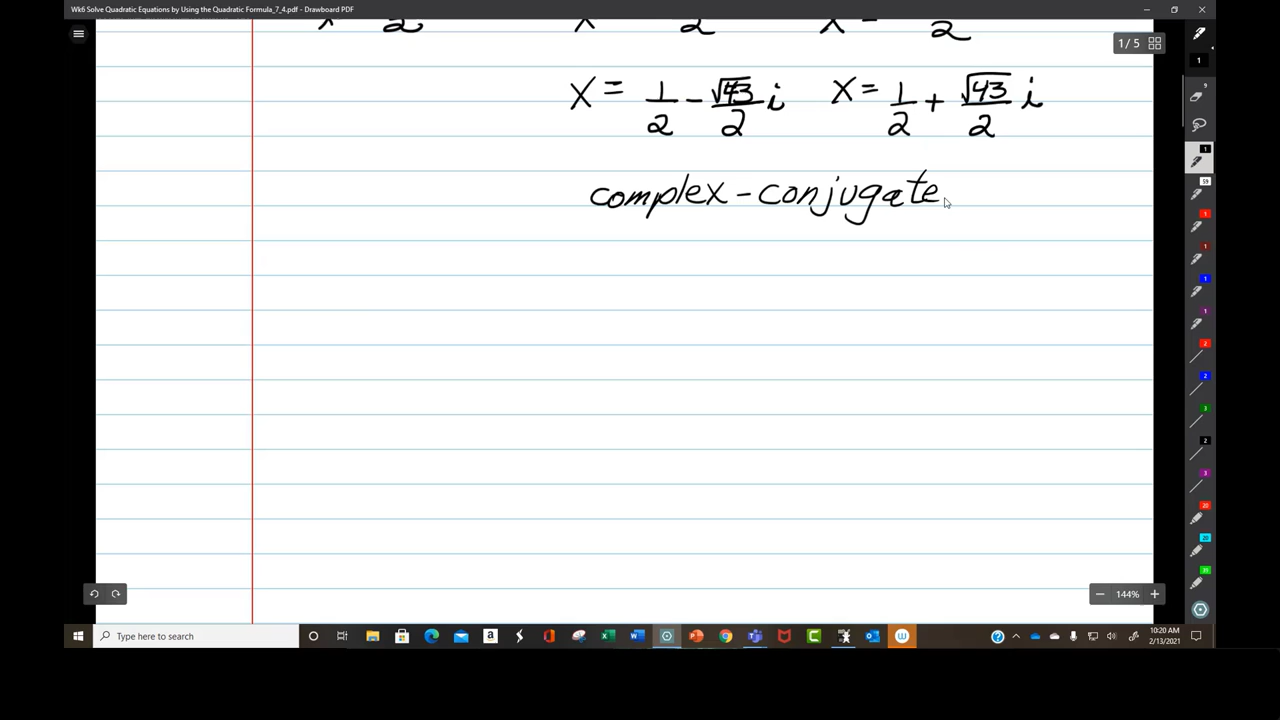 Wk6 Solve Quadratic Equations by Using the Quadratic Formula_7_4.pdf - Drawboard PDF
1 / 5
x = 1/2 - √43/2 i x = 1/2 + √43/2 i
complex - conjugate
144%
Type here to search
10:20 AM
2/13/2021